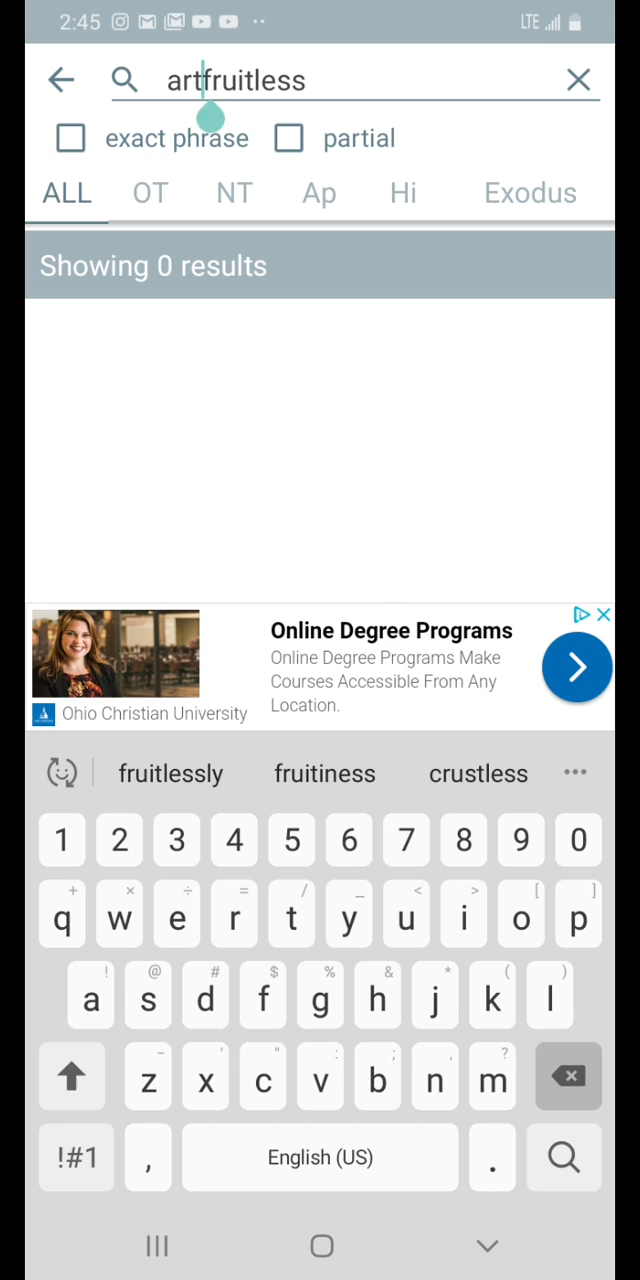 2:45 LTE
artfruitless
exact phrase partial
ALL OT NT Ap Hi Exodus
Showing 0 results
Online Degree Programs
Online Degree Programs Make
Courses Accessible From Any
Location.
Ohio Christian University
fruitlessly fruitiness crustless ...
1 2 3 4 5 6 7 8 9 0
+ × ÷ = / _ < > [ ]
q w e r t y u i o p
! @ # $ % & * ( )
a s d f g h j k l
- ' " : ; , ?
z x c v b n m
!#1 , English (US) .